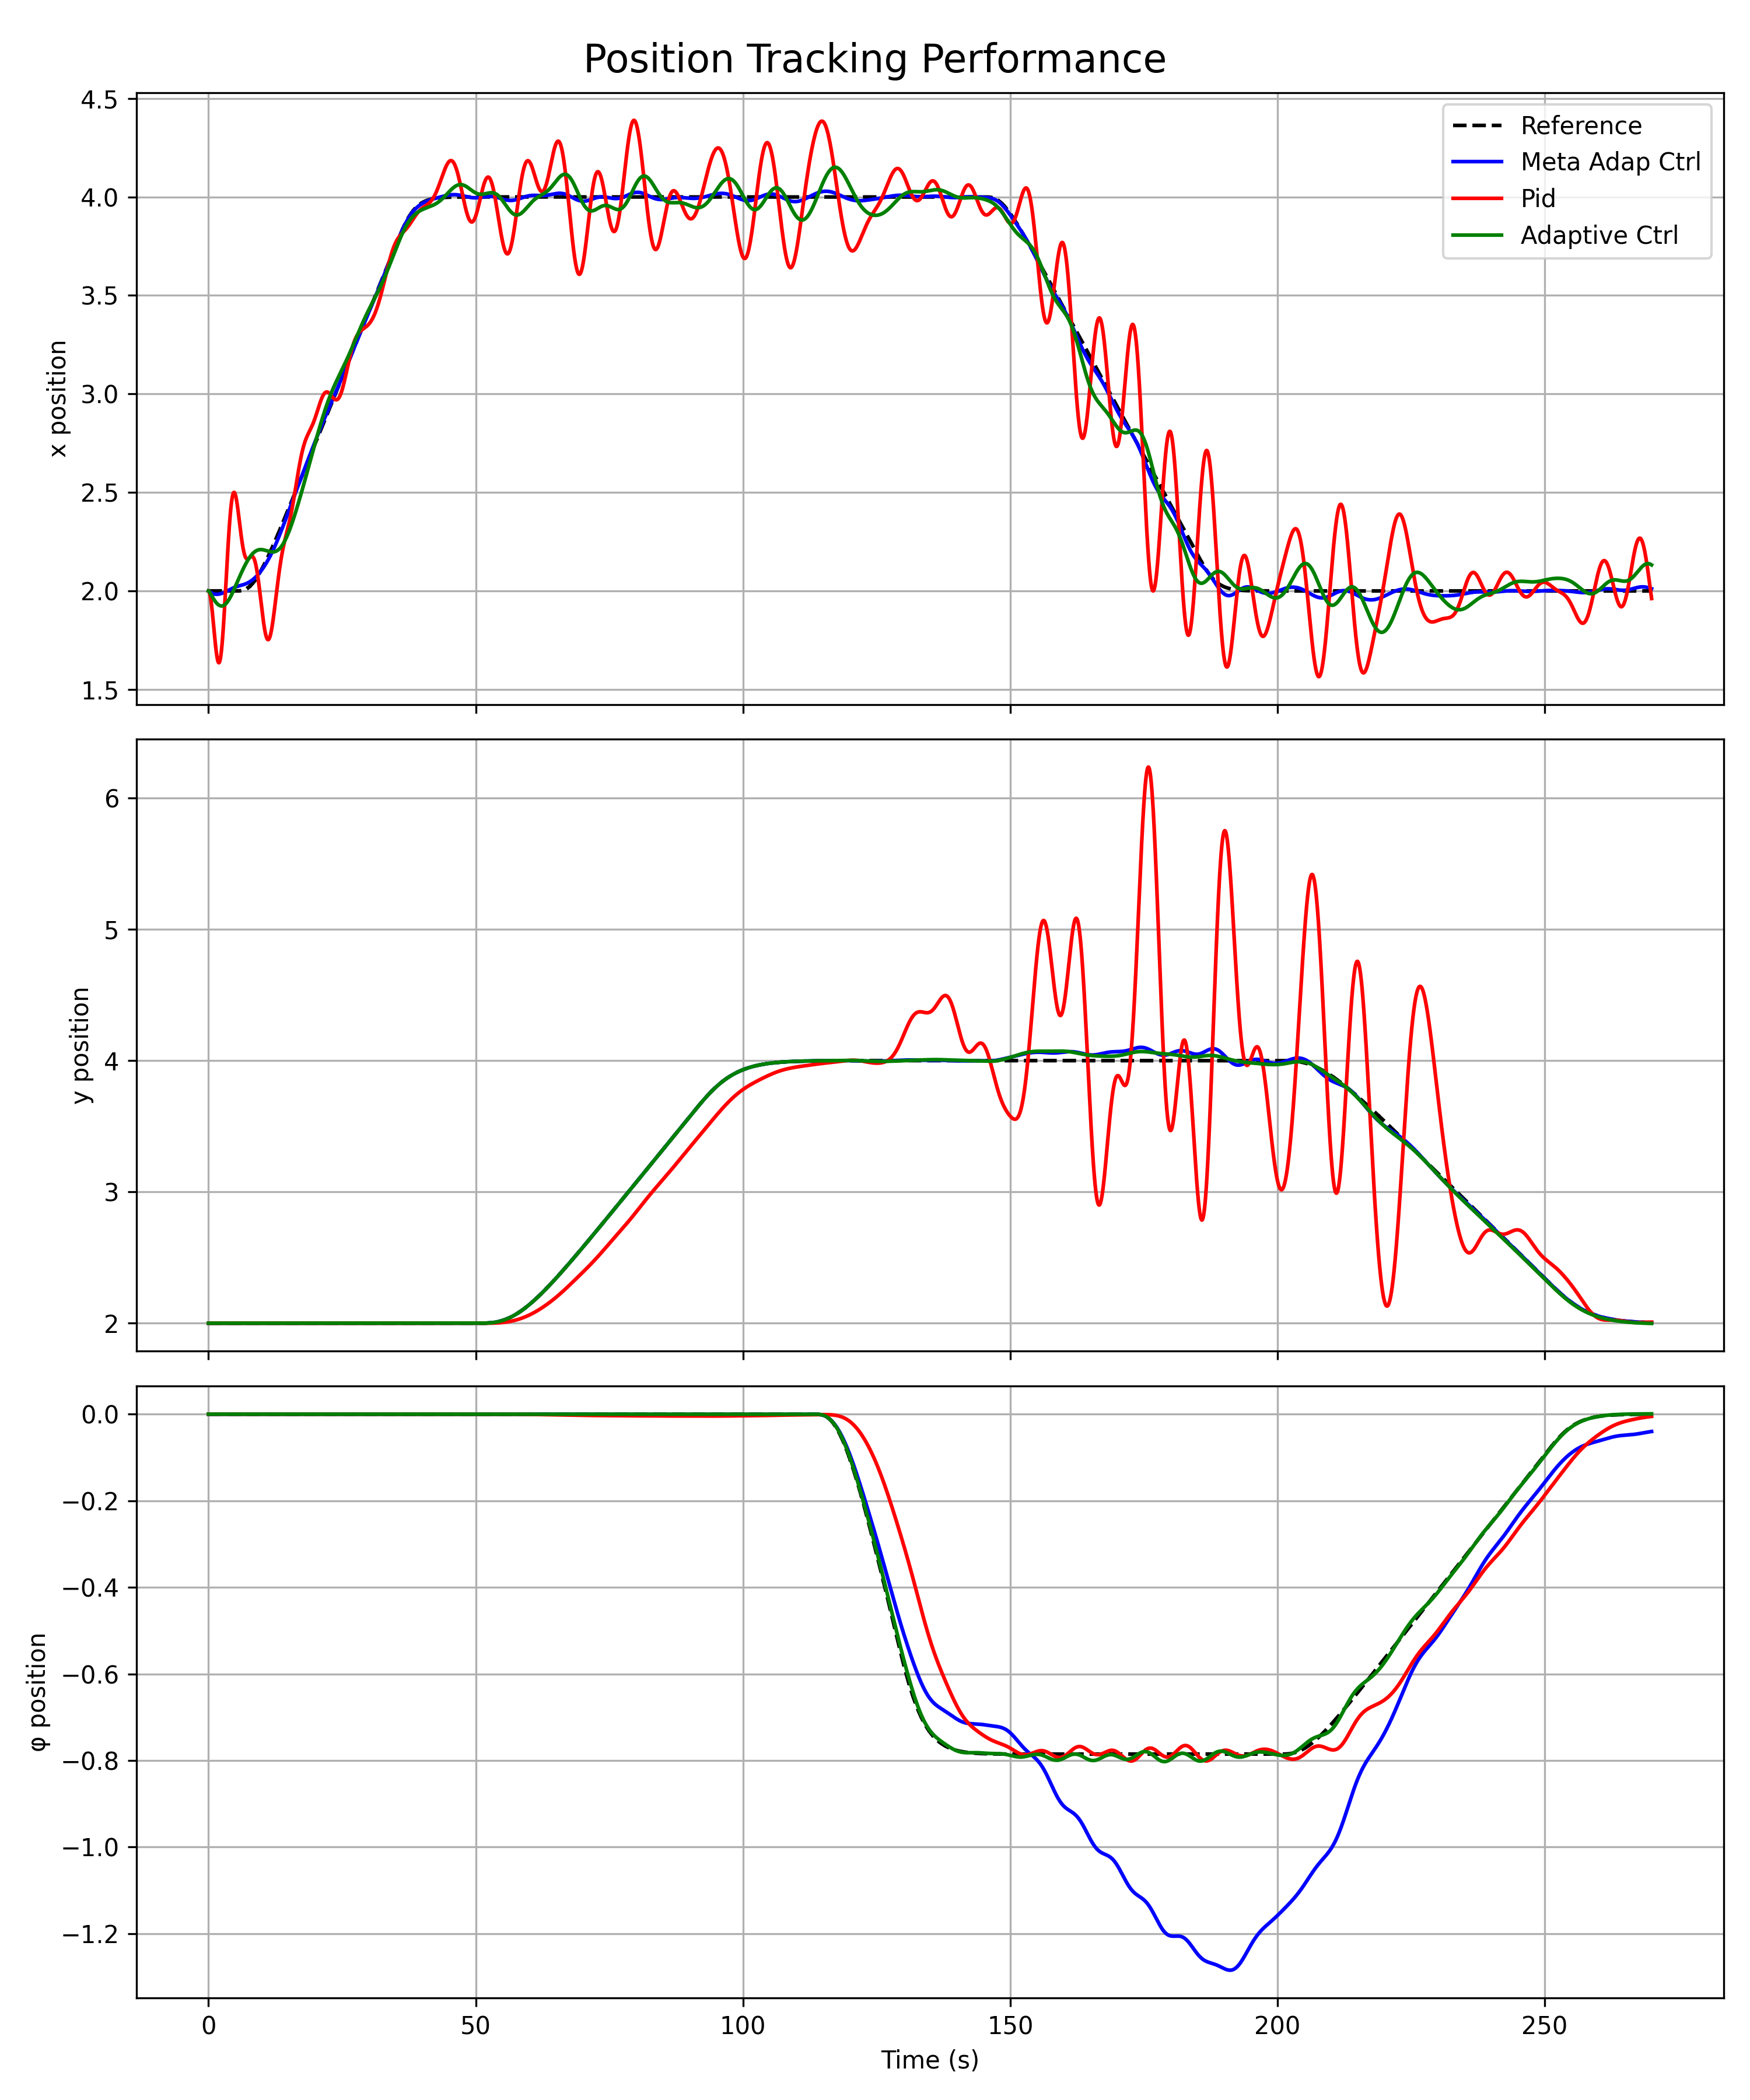 Position Tracking Performance
4.5
4.0
3.5
3.0
2.5
2.0
1.5
x position
Reference
Meta Adap Ctrl
Pid
Adaptive Ctrl
6
5
4
3
2
y position
0.0
−0.2
−0.4
−0.6
−0.8
−1.0
−1.2
φ position
0 50 100 150 200 250
Time (s)